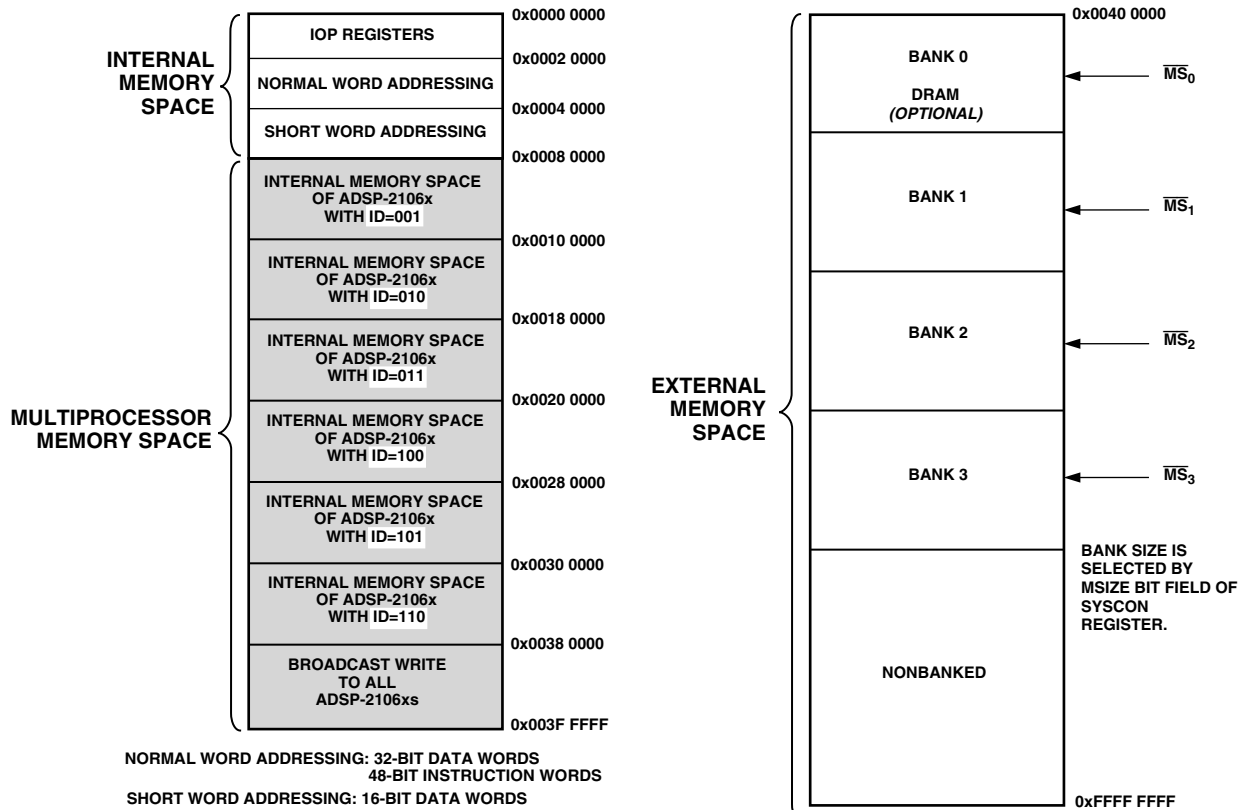 INTERNAL
MEMORY
SPACE
0x0000 0000
IOP REGISTERS
0x0002 0000
NORMAL WORD ADDRESSING
0x0004 0000
SHORT WORD ADDRESSING
0x0008 0000
MULTIPROCESSOR
MEMORY SPACE
INTERNAL MEMORY SPACE
OF ADSP-2106x
WITH ID=001
0x0010 0000
INTERNAL MEMORY SPACE
OF ADSP-2106x
WITH ID=010
0x0018 0000
INTERNAL MEMORY SPACE
OF ADSP-2106x
WITH ID=011
0x0020 0000
INTERNAL MEMORY SPACE
OF ADSP-2106x
WITH ID=100
0x0028 0000
INTERNAL MEMORY SPACE
OF ADSP-2106x
WITH ID=101
0x0030 0000
INTERNAL MEMORY SPACE
OF ADSP-2106x
WITH ID=110
0x0038 0000
BROADCAST WRITE
TO ALL
ADSP-2106xs
0x003F FFFF
NORMAL WORD ADDRESSING: 32-BIT DATA WORDS
48-BIT INSTRUCTION WORDS
SHORT WORD ADDRESSING: 16-BIT DATA WORDS
EXTERNAL
MEMORY
SPACE
0x0040 0000
BANK 0
DRAM
(OPTIONAL)
M̅S̅₀
BANK 1
M̅S̅₁
BANK 2
M̅S̅₂
BANK 3
M̅S̅₃
BANK SIZE IS
SELECTED BY
MSIZE BIT FIELD OF
SYSCON
REGISTER.
NONBANKED
0xFFFF FFFF